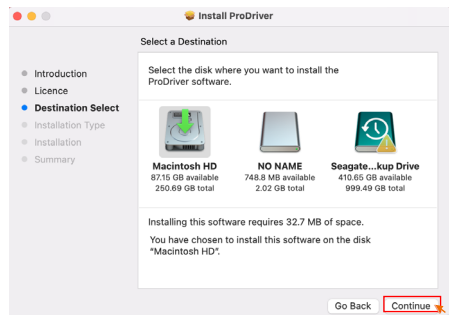 Install ProDriver
Select a Destination
Introduction
Licence
Destination Select
Installation Type
Installation
Summary
Select the disk where you want to install the
ProDriver software.
Macintosh HD
87.15 GB available
250.69 GB total
NO NAME
748.8 MB available
2.02 GB total
Seagate...kup Drive
410.65 GB available
999.49 GB total
Installing this software requires 32.7 MB of space.
You have chosen to install this software on the disk
“Macintosh HD”.
Go Back
Continue